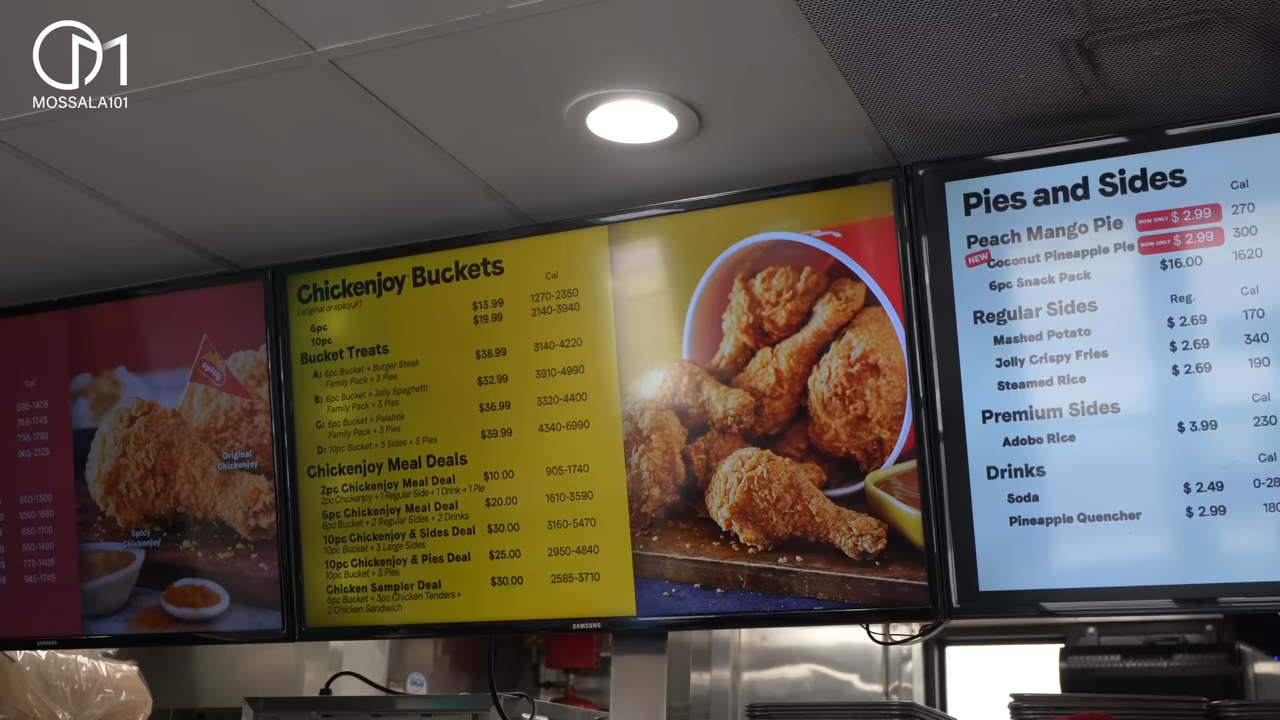 MOSSALA101
Cal
595-1405
765-1745
795-1785
965-2125
860-1300
1060-1680
660-1100
860-1480
775-1405
945-1745
spicy
Original
Chickenjoy
Spicy
Chickenjoy
SAMSUNG
Chickenjoy Buckets
(original or spicy)
Cal
6pc $13.99 1270-2350
10pc $19.99 2140-3940
Bucket Treats
A: 6pc Bucket + Burger Steak $38.99 3140-4220
Family Pack + 3 Pies
B: 6pc Bucket + Jolly Spaghetti $32.99 3910-4990
Family Pack + 3 Pies
C: 6pc Bucket + Palabok $36.99 3320-4400
Family Pack + 3 Pies
D: 10pc Bucket + 5 Sides + 5 Pies $39.99 4340-6990
Chickenjoy Meal Deals
2pc Chickenjoy Meal Deal $10.00 905-1740
2pc Chickenjoy + 1 Regular Side + 1 Drink + 1 Pie
6pc Chickenjoy Meal Deal $20.00 1610-3590
6pc Bucket + 2 Regular Sides + 2 Drinks
10pc Chickenjoy & Sides Deal $30.00 3160-5470
10pc Bucket + 3 Large Sides
10pc Chickenjoy & Pies Deal $25.00 2950-4840
10pc Bucket + 3 Pies
Chicken Sampler Deal $30.00 2585-3710
6pc Bucket + 3pc Chicken Tenders +
2 Chicken Sandwich
SAMSUNG
Pies and Sides
Cal
Peach Mango Pie NOW ONLY $2.99 270
NEW Coconut Pineapple Pie NOW ONLY $2.99 300
6pc Snack Pack $16.00 1620
Regular Sides Reg. Cal
Mashed Potato $2.69 170
Jolly Crispy Fries $2.69 340
Steamed Rice $2.69 190
Premium Sides Cal
Adobo Rice $3.99 230
Drinks Cal
Soda $2.49 0-28
Pineapple Quencher $2.99 180